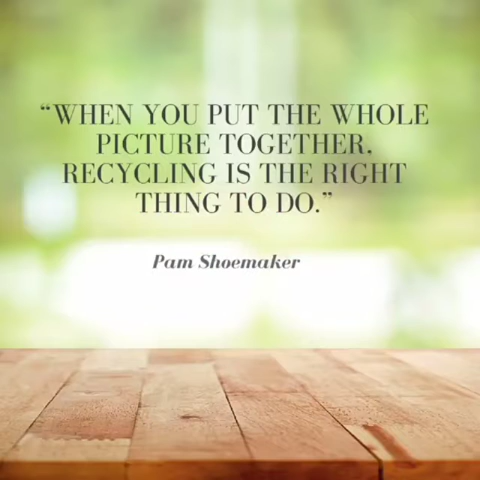 “WHEN YOU PUT THE WHOLE
PICTURE TOGETHER,
RECYCLING IS THE RIGHT
THING TO DO.”
Pam Shoemaker